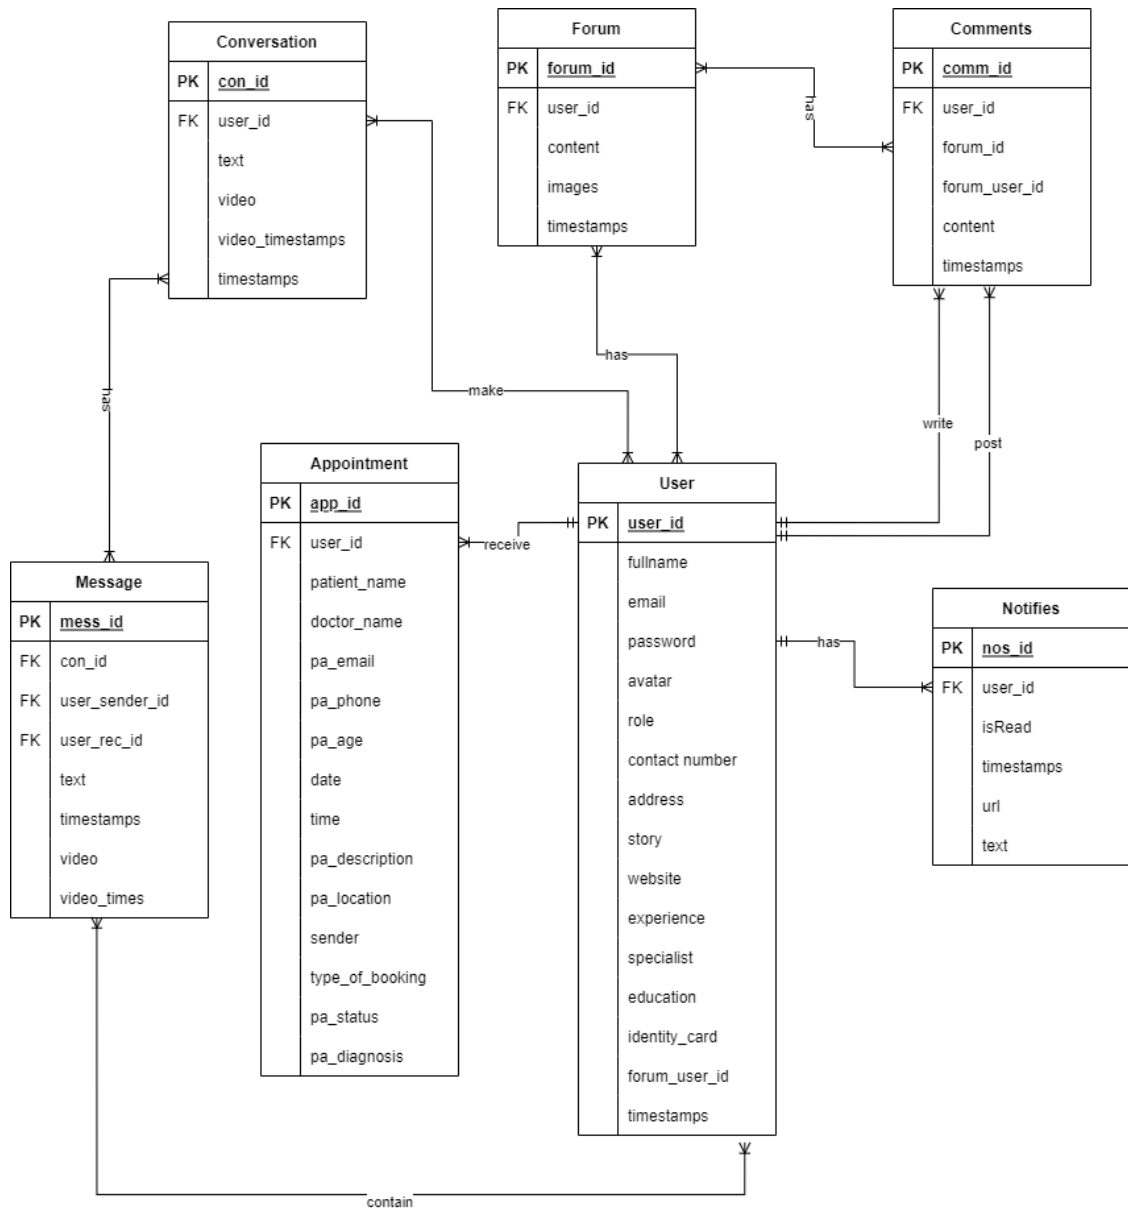 Conversation
PK con_id
FK user_id
text
video
video_timestamps
timestamps
Forum
PK forum_id
FK user_id
content
images
timestamps
Comments
PK comm_id
FK user_id
forum_id
forum_user_id
content
timestamps
has
has
make
has
write
post
Appointment
PK app_id
FK user_id
patient_name
doctor_name
pa_email
pa_phone
pa_age
date
time
pa_description
pa_location
sender
type_of_booking
pa_status
pa_diagnosis
receive
User
PK user_id
fullname
email
password
avatar
role
contact number
address
story
website
experience
specialist
education
identity_card
forum_user_id
timestamps
has
Message
PK mess_id
FK con_id
FK user_sender_id
FK user_rec_id
text
timestamps
video
video_times
Notifies
PK nos_id
FK user_id
isRead
timestamps
url
text
contain